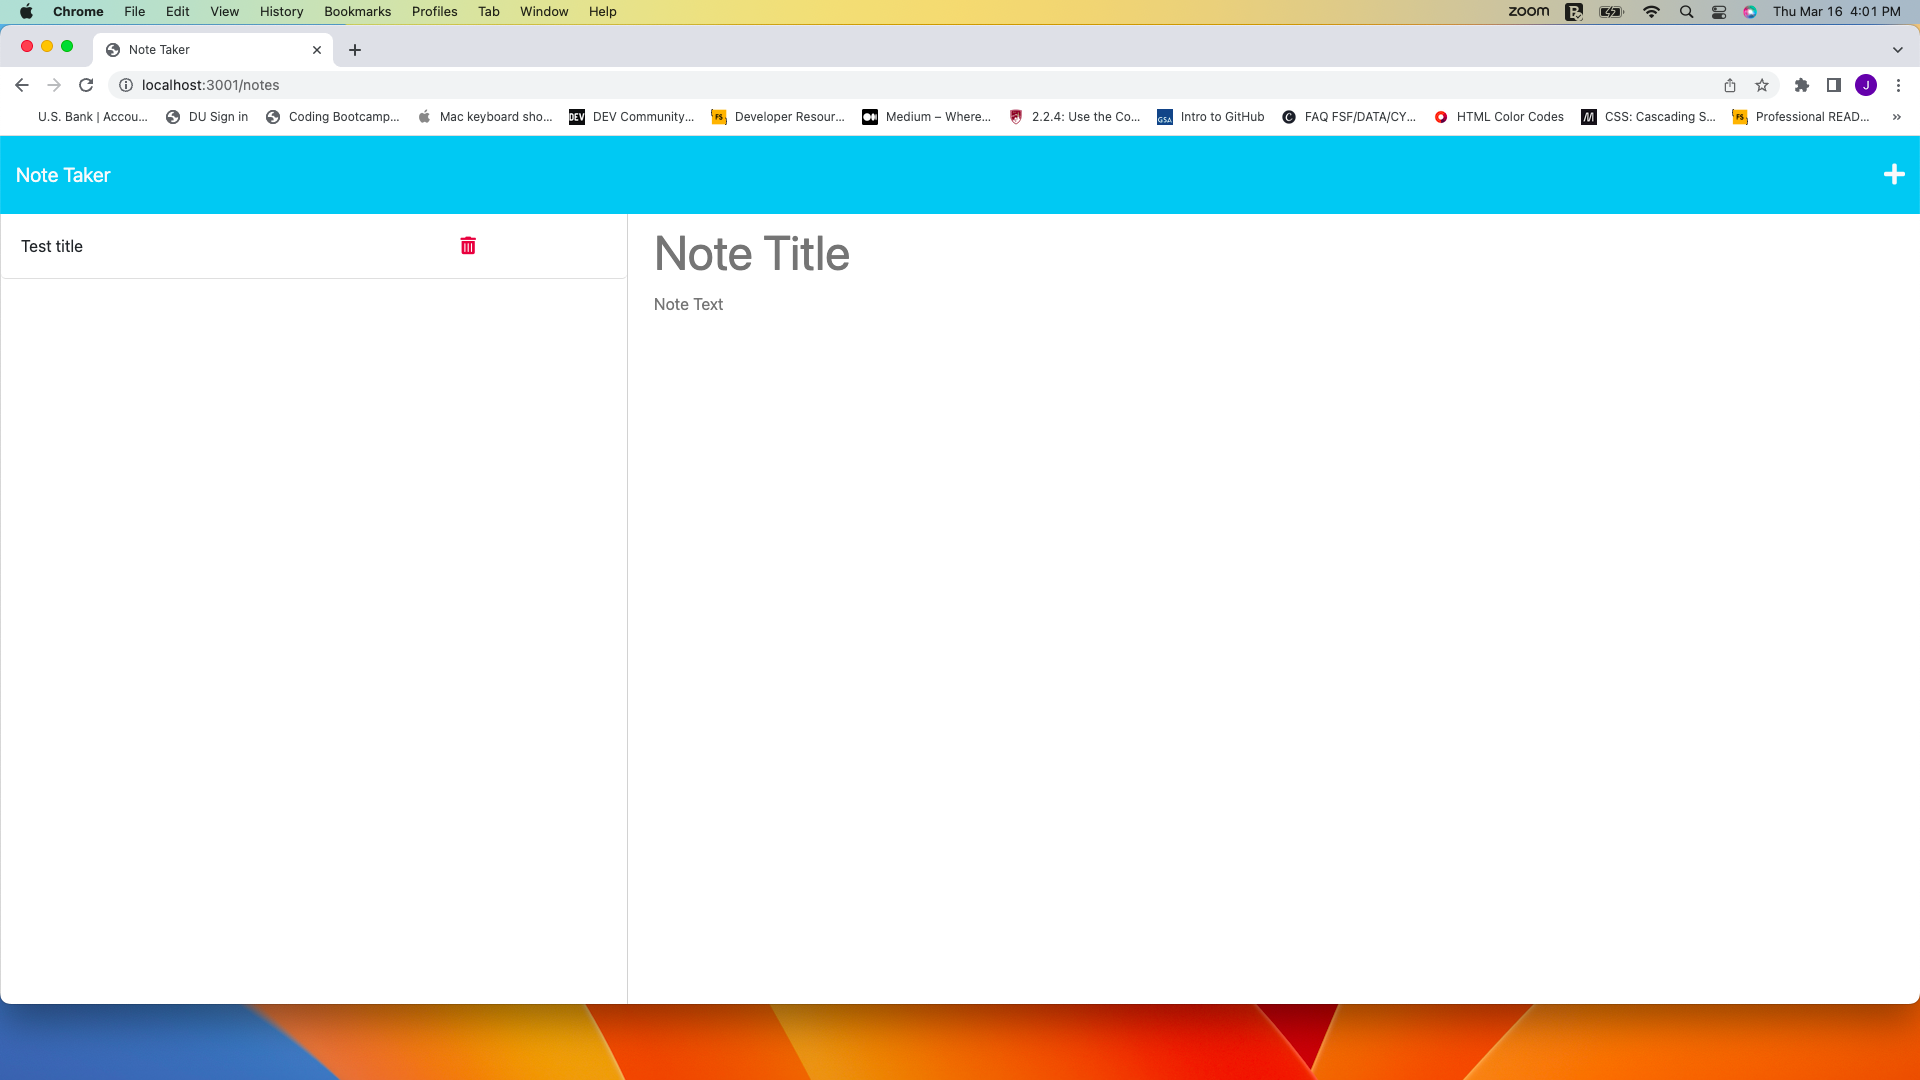 Chrome File Edit View History Bookmarks Profiles Tab Window Help zoom Thu Mar 16 4:01 PM
Note Taker
localhost:3001/notes J
U.S. Bank | Accou... DU Sign in Coding Bootcamp... Mac keyboard sho... DEV DEV Community... FS Developer Resour... Medium – Where... 2.2.4: Use the Co... GSA Intro to GitHub C FAQ FSF/DATA/CY... HTML Color Codes M CSS: Cascading S... FS Professional READ... »
Note Taker
Test title
Note Title
Note Text